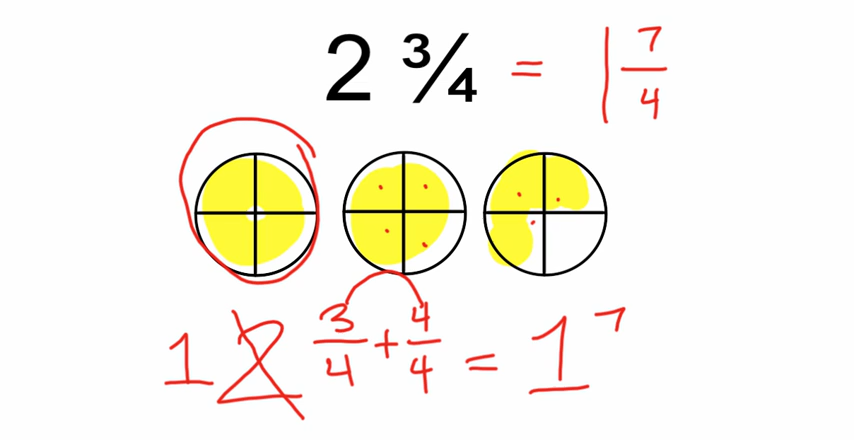 2 ¾ = 1 7/4
1 2 3/4 + 4/4 = 1 7